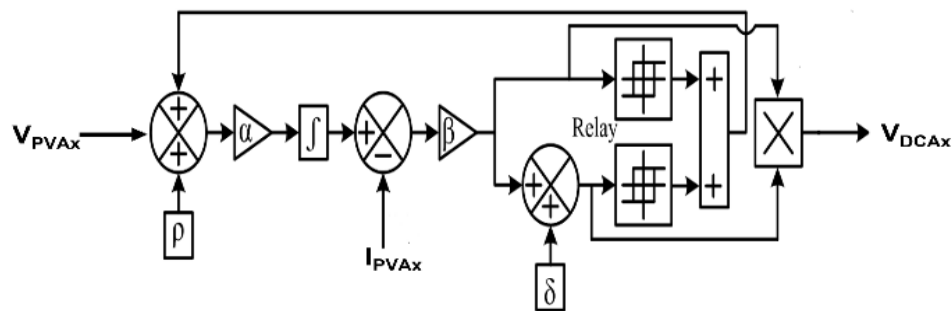 V_PVAx
+
+
ρ
α
∫
+
−
I_PVAx
β
+
+
δ
Relay
+
+
V_DCAx